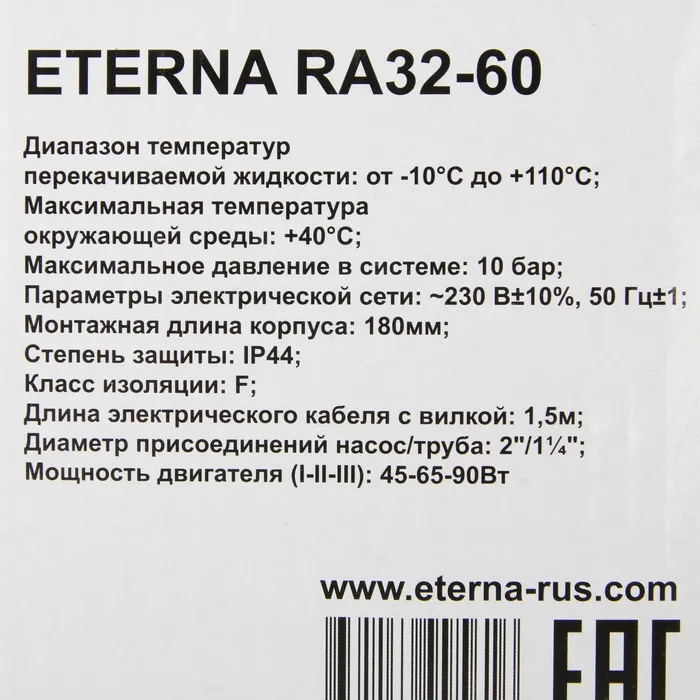 ETERNA RA32-60
Диапазон температур
перекачиваемой жидкости: от -10°C до +110°C;
Максимальная температура
окружающей среды: +40°C;
Максимальное давление в системе: 10 бар;
Параметры электрической сети: ~230 В±10%, 50 Гц±1;
Монтажная длина корпуса: 180мм;
Степень защиты: IP44;
Класс изоляции: F;
Длина электрического кабеля с вилкой: 1,5м;
Диаметр присоединений насос/труба: 2"/1¼";
Мощность двигателя (I-II-III): 45-65-90Вт
www.eterna-rus.com
EAC